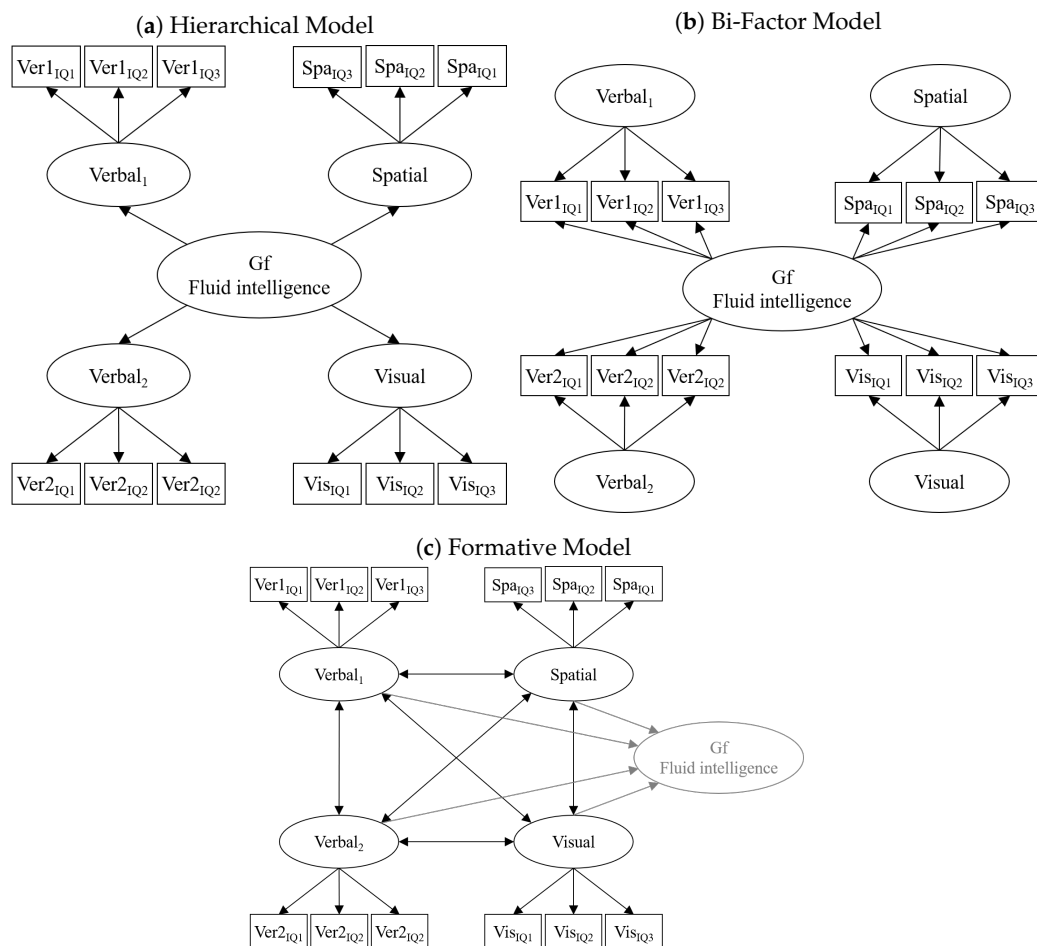 (a) Hierarchical Model
Ver1IQ1 Ver1IQ2 Ver1IQ3 SpaIQ3 SpaIQ2 SpaIQ1
Verbal1 Spatial
Gf
Fluid intelligence
Verbal2 Visual
Ver2IQ1 Ver2IQ2 Ver2IQ2 VisIQ1 VisIQ2 VisIQ3
(b) Bi-Factor Model
Verbal1 Spatial
Ver1IQ1 Ver1IQ2 Ver1IQ3 SpaIQ1 SpaIQ2 SpaIQ3
Gf
Fluid intelligence
Ver2IQ1 Ver2IQ2 Ver2IQ2 VisIQ1 VisIQ2 VisIQ3
Verbal2 Visual
(c) Formative Model
Ver1IQ1 Ver1IQ2 Ver1IQ3 SpaIQ3 SpaIQ2 SpaIQ1
Verbal1 Spatial
Gf
Fluid intelligence
Verbal2 Visual
Ver2IQ1 Ver2IQ2 Ver2IQ2 VisIQ1 VisIQ2 VisIQ3